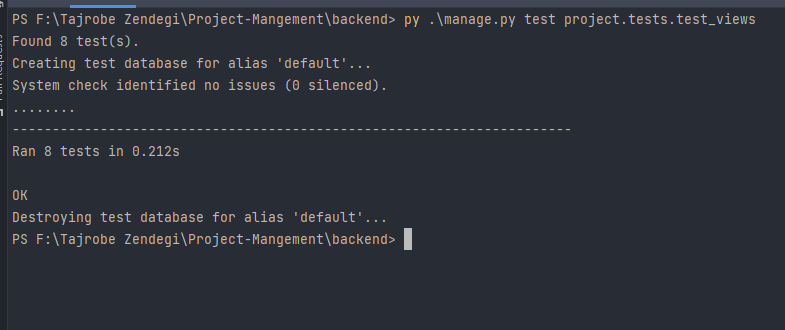 PS F:\Tajrobe Zendegi\Project-Mangement\backend> py .\manage.py test project.tests.test_views
Found 8 test(s).
Creating test database for alias 'default'...
System check identified no issues (0 silenced).
........
----------------------------------------------------------------------
Ran 8 tests in 0.212s
OK
Destroying test database for alias 'default'...
PS F:\Tajrobe Zendegi\Project-Mangement\backend>